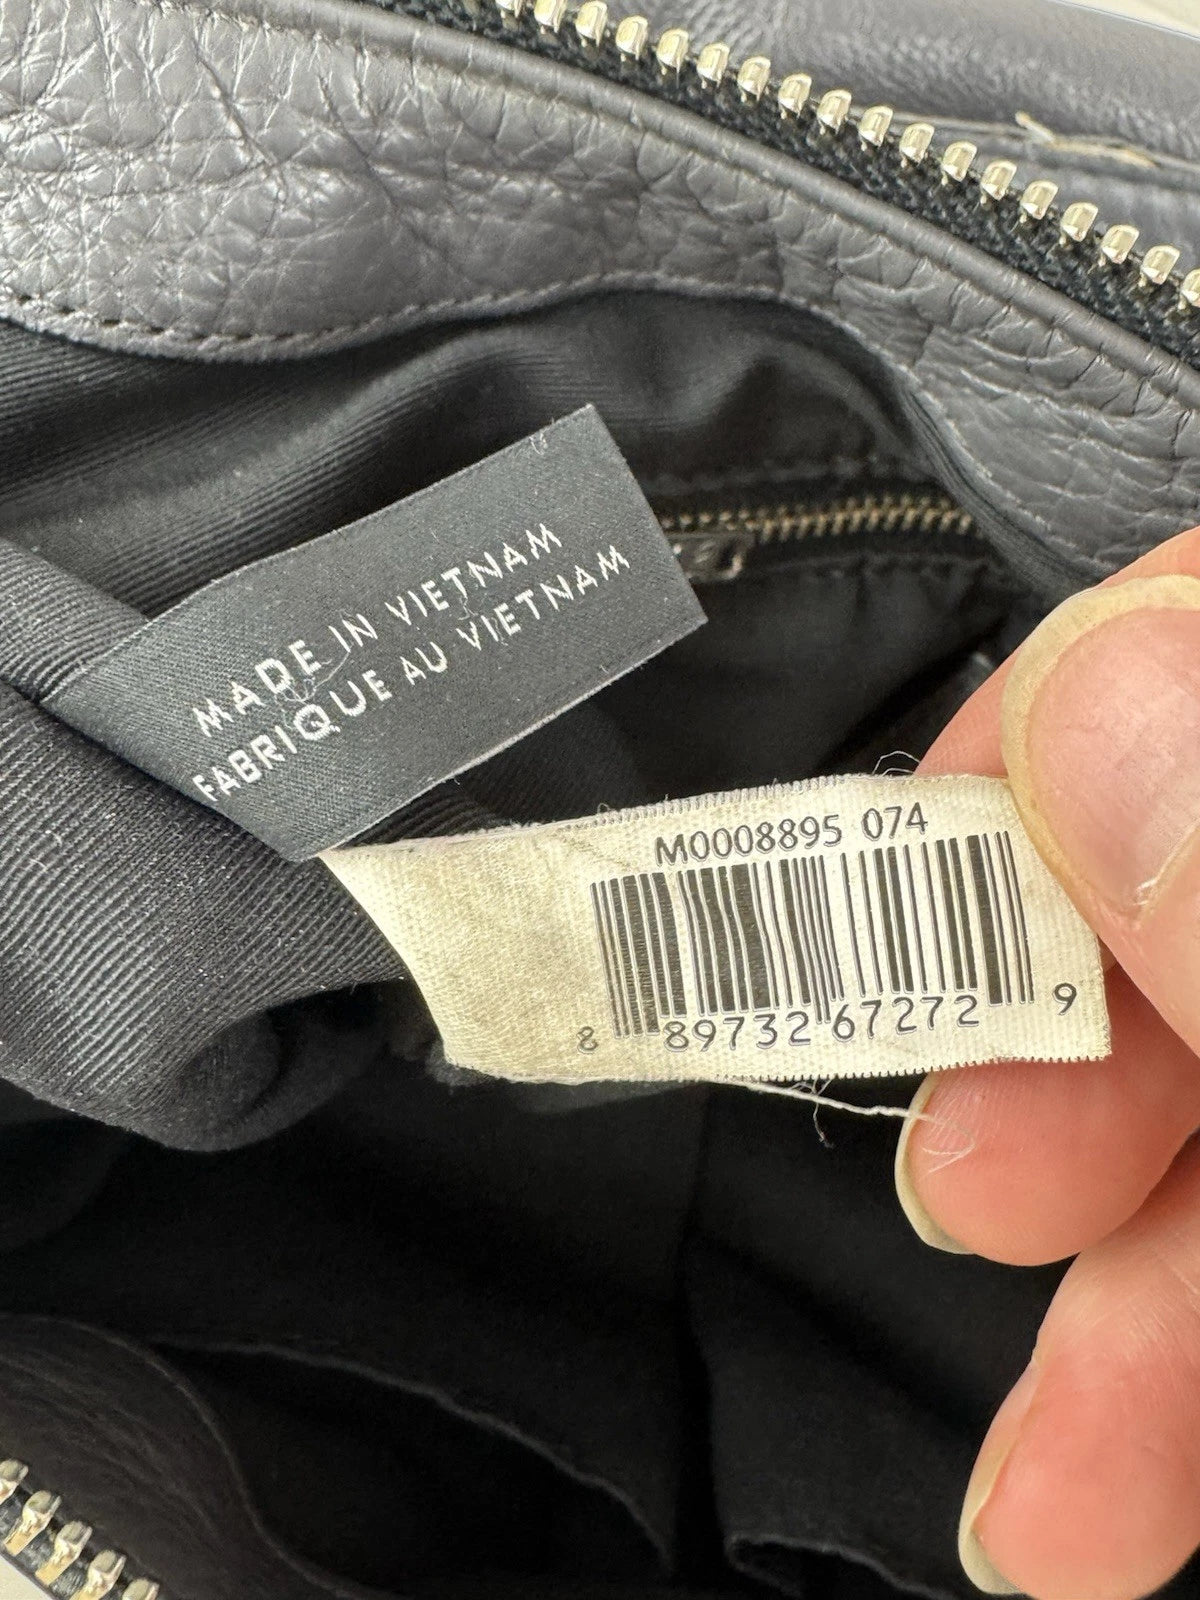 MADE IN VIETNAM
FABRIQUE AU VIETNAM
M0008895 074
8 89732 67272 9